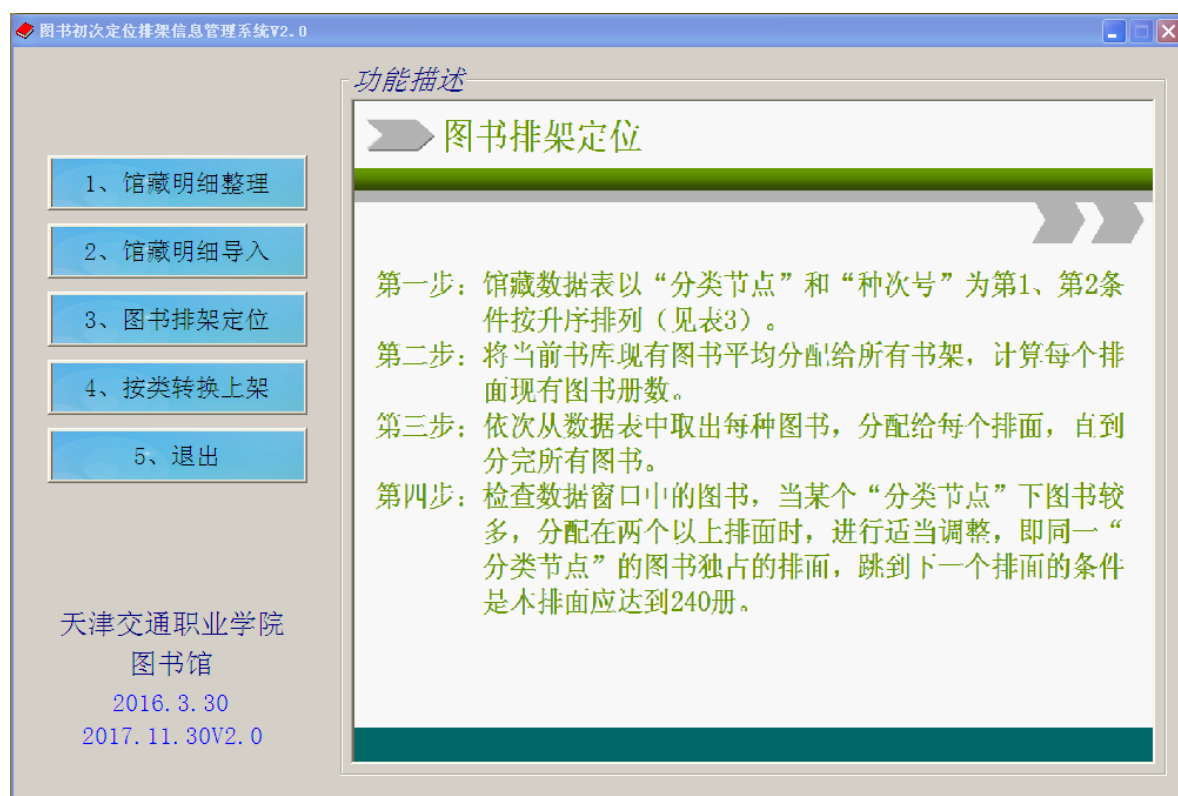 图书初次定位排架信息管理系统V2.0
功能描述
图书排架定位
1、馆藏明细整理
2、馆藏明细导入
3、图书排架定位
4、按类转换上架
5、退出
第一步：馆藏数据表以“分类节点”和“种次号”为第1、第2条
件按升序排列（见表3）。
第二步：将当前书库现有图书平均分配给所有书架，计算每个排
面现有图书册数。
第三步：依次从数据表中取出每种图书，分配给每个排面，直到
分完所有图书。
第四步：检查数据窗口中的图书，当某个“分类节点”下图书较
多，分配在两个以上排面时，进行适当调整，即同一“
分类节点”的图书独占的排面，跳到下一个排面的条件
是本排面应达到240册。
天津交通职业学院
图书馆
2016.3.30
2017.11.30V2.0